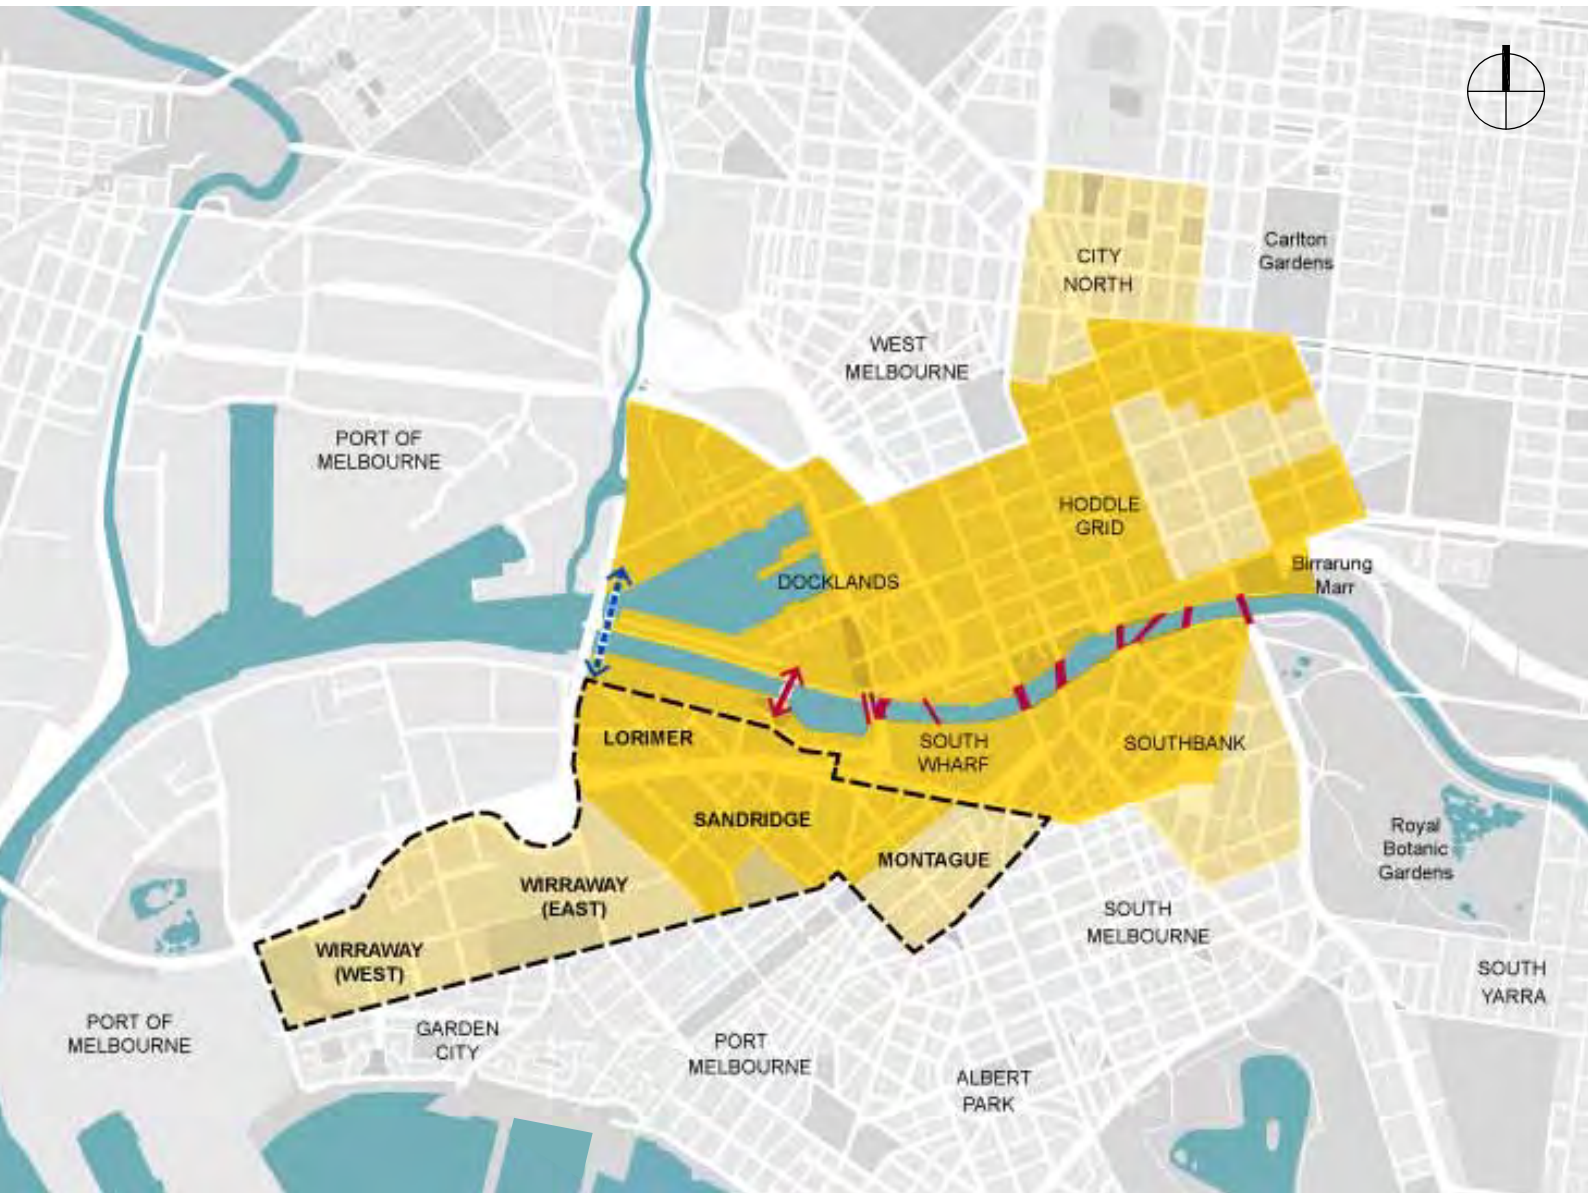 CITY
NORTH
Carlton
Gardens
WEST
MELBOURNE
PORT OF
MELBOURNE
HODDLE
GRID
Birrarung
Marr
DOCKLANDS
LORIMER
SOUTH
WHARF
SOUTHBANK
SANDRIDGE
MONTAGUE
Royal
Botanic
Gardens
WIRRAWAY
(EAST)
SOUTH
MELBOURNE
WIRRAWAY
(WEST)
SOUTH
YARRA
PORT OF
MELBOURNE
GARDEN
CITY
PORT
MELBOURNE
ALBERT
PARK